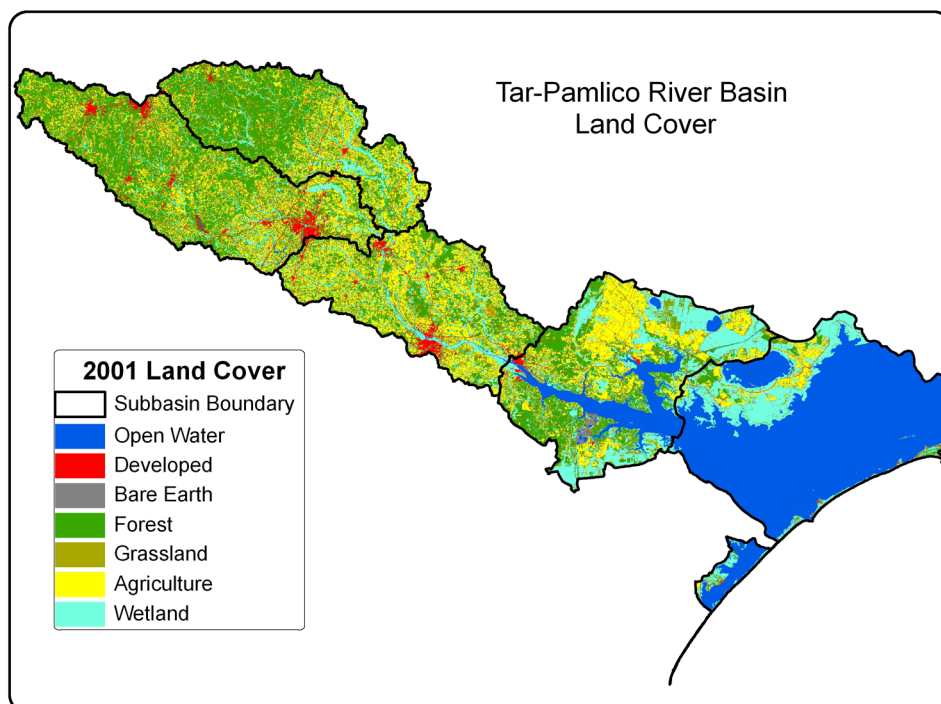 Tar-Pamlico River Basin
Land Cover
2001 Land Cover
Subbasin Boundary
Open Water
Developed
Bare Earth
Forest
Grassland
Agriculture
Wetland